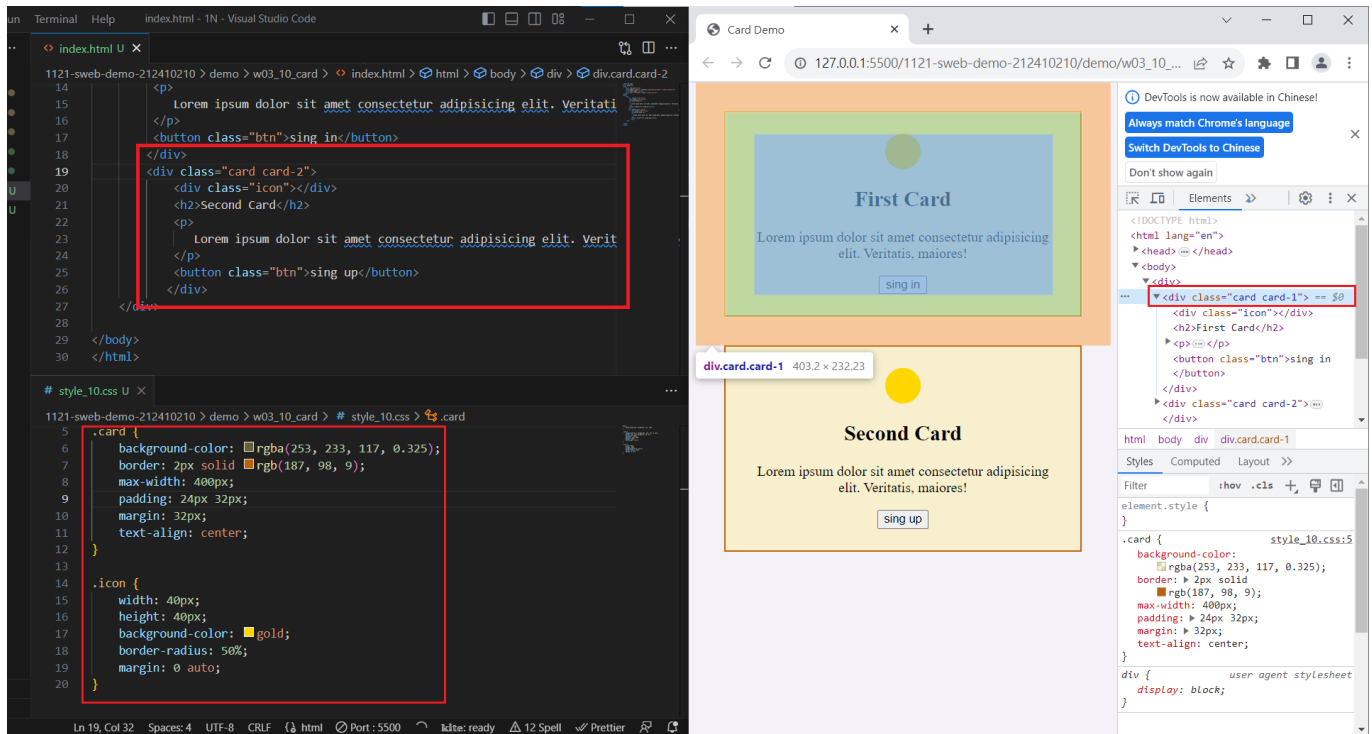 un Terminal Help index.html - 1N - Visual Studio Code
index.html U
1121-sweb-demo-212410210 > demo > w03_10_card > index.html > html > body > div > div.card.card-2
14 <p>
15 Lorem ipsum dolor sit amet consectetur adipisicing elit. Veritati
16 </p>
17 <button class="btn">sing in</button>
18 </div>
19 <div class="card card-2">
20 <div class="icon"></div>
21 <h2>Second Card</h2>
22 <p>
23 Lorem ipsum dolor sit amet consectetur adipisicing elit. Verit
24 </p>
25 <button class="btn">sing up</button>
26 </div>
27 </div>
28
29 </body>
30 </html>
# style_10.css U
1121-sweb-demo-212410210 > demo > w03_10_card > # style_10.css > .card
5 .card {
6 background-color: rgba(253, 233, 117, 0.325);
7 border: 2px solid rgb(187, 98, 9);
8 max-width: 400px;
9 padding: 24px 32px;
10 margin: 32px;
11 text-align: center;
12 }
13
14 .icon {
15 width: 40px;
16 height: 40px;
17 background-color: gold;
18 border-radius: 50%;
19 margin: 0 auto;
20 }
U
U
Ln 19, Col 32 Spaces: 4 UTF-8 CRLF html Port : 5500 kite: ready 12 Spell Prettier
Card Demo
127.0.0.1:5500/1121-sweb-demo-212410210/demo/w03_10_...
First Card
Lorem ipsum dolor sit amet consectetur adipisicing
elit. Veritatis, maiores!
sing in
div.card.card-1 403.2 × 232.23
Second Card
Lorem ipsum dolor sit amet consectetur adipisicing
elit. Veritatis, maiores!
sing up
DevTools is now available in Chinese!
Always match Chrome's language
Switch DevTools to Chinese
Don't show again
Elements
<!DOCTYPE html>
<html lang="en">
<head>…</head>
<body>
<div>
<div class="card card-1"> == $0
<div class="icon"></div>
<h2>First Card</h2>
<p>…</p>
<button class="btn">sing in
</button>
</div>
<div class="card card-2">…
</div>
html body div div.card.card-1
Styles Computed Layout
Filter :hov .cls
element.style {
}
.card { style_10.css:5
background-color:
rgba(253, 233, 117, 0.325);
border: 2px solid
rgb(187, 98, 9);
max-width: 400px;
padding: 24px 32px;
margin: 32px;
text-align: center;
}
div { user agent stylesheet
display: block;
}